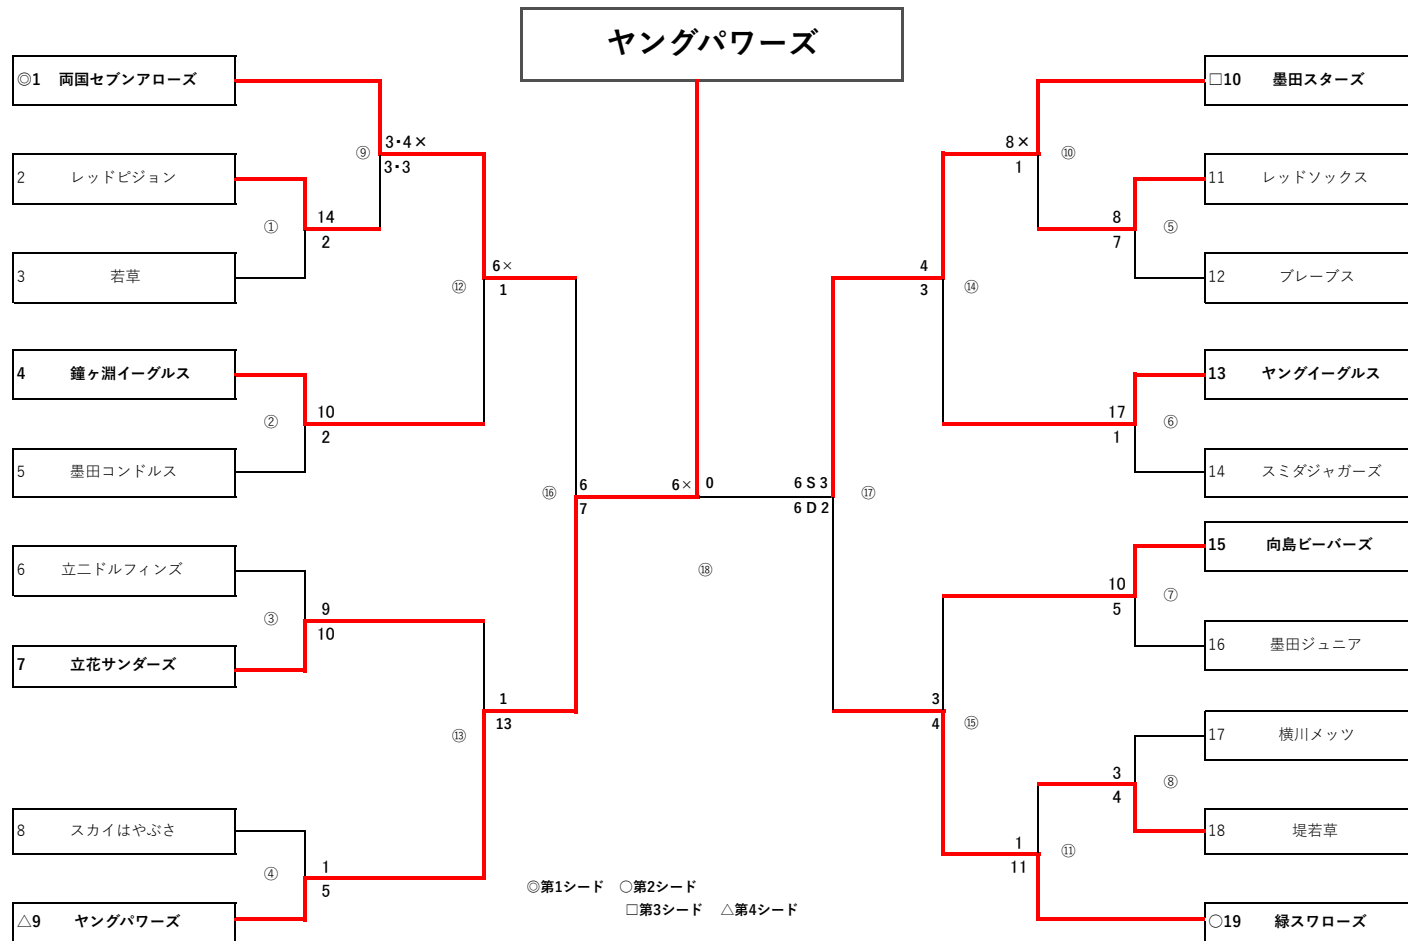 ヤングパワーズ
◎1 両国セブンアローズ
2 レッドピジョン
3 若草
4 鐘ヶ淵イーグルス
5 墨田コンドルス
6 立二ドルフィンズ
7 立花サンダーズ
8 スカイはやぶさ
△9 ヤングパワーズ
①
14
2
②
10
2
③
9
10
④
1
5
⑨
3・4×
3・3
⑫
6×
1
⑬
1
13
⑯
6
7
6× 0
⑱
6 S 3
6 D 2
⑰
4
3
⑭
3
4
⑮
8×
1
⑩
1
11
⑪
8
7
⑤
17
1
⑥
10
5
⑦
3
4
⑧
□10 墨田スターズ
11 レッドソックス
12 ブレーブス
13 ヤングイーグルス
14 スミダジャガーズ
15 向島ビーバーズ
16 墨田ジュニア
17 横川メッツ
18 堤若草
○19 緑スワローズ
◎第1シード ○第2シード
□第3シード △第4シード